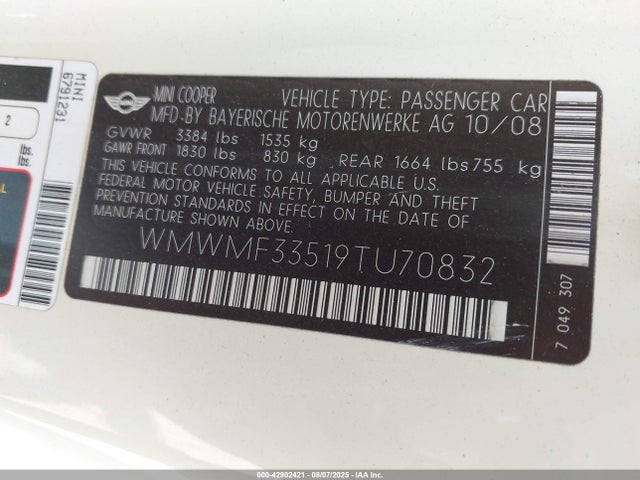 MINI
6791231
2
lbs.
lbs.
MINI COOPER VEHICLE TYPE: PASSENGER CAR
MFD-BY BAYERISCHE MOTORENWERKE AG 10/08
GVWR 3384 lbs 1535 kg
GAWR FRONT 1830 lbs 830 kg REAR 1664 lbs 755 kg
THIS VEHICLE CONFORMS TO ALL APPLICABLE U.S.
FEDERAL MOTOR VEHICLE SAFETY, BUMPER AND THEFT
PREVENTION STANDARDS IN EFFECT ON THE DATE OF
MANUFACTURE SHOWN ABOVE.
WMWMF33519TU70832
7 049 307
000-42902421 - 08/07/2025 - IAAI.COM